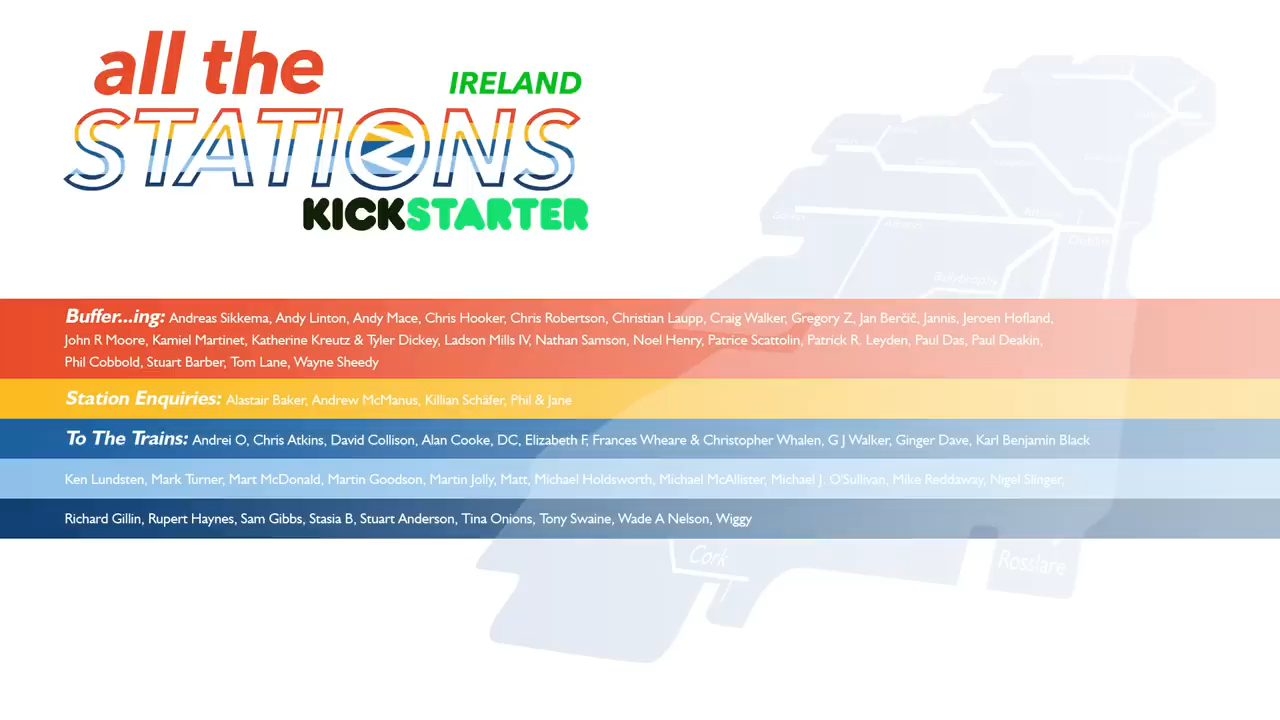 all the
IRELAND
STATIONS
KICKSTARTER
Dublin
Ballybrophy
Buffer...ing: Andreas Sikkema, Andy Linton, Andy Mace, Chris Hooker, Chris Robertson, Christian Laupp, Craig Walker, Gregory Z, Jan Berčič, Jannis, Jeroen Hofland,
John R Moore, Kamiel Martinet, Katherine Kreutz & Tyler Dickey, Ladson Mills IV, Nathan Samson, Noel Henry, Patrice Scattolin, Patrick R. Leyden, Paul Das, Paul Deakin,
Phil Cobbold, Stuart Barber, Tom Lane, Wayne Sheedy
Station Enquiries: Alastair Baker, Andrew McManus, Killian Schäfer, Phil & Jane
To The Trains: Andrei O, Chris Atkins, David Collison, Alan Cooke, DC, Elizabeth F, Frances Wheare & Christopher Whalen, G J Walker, Ginger Dave, Karl Benjamin Black
Ken Lundsten, Mark Turner, Mart McDonald, Martin Goodson, Martin Jolly, Matt, Michael Holdsworth, Michael McAllister, Michael J. O'Sullivan, Mike Reddaway, Nigel Slinger,
Richard Gillin, Rupert Haynes, Sam Gibbs, Stasia B, Stuart Anderson, Tina Onions, Tony Swaine, Wade A Nelson, Wiggy
Cork
Rosslare